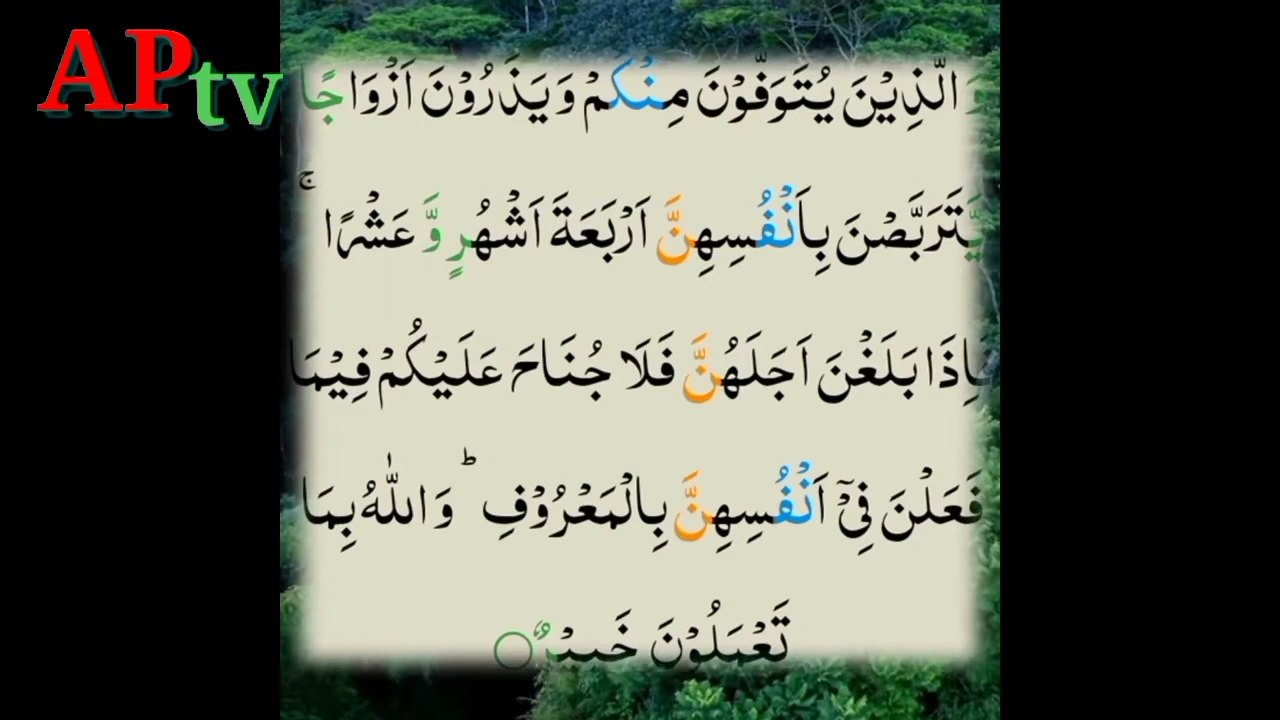 APtv
وَالَّذِيْنَ يُتَوَفَّوْنَ مِنْكُمْ وَيَذَرُوْنَ اَزْوَاجًا
يَّتَرَبَّصْنَ بِاَنْفُسِهِنَّ اَرْبَعَةَ اَشْهُرٍ وَّعَشْرًا ۚ
فَاِذَا بَلَغْنَ اَجَلَهُنَّ فَلَا جُنَاحَ عَلَيْكُمْ فِيْمَا
فَعَلْنَ فِيْٓ اَنْفُسِهِنَّ بِالْمَعْرُوْفِ ؕ وَاللّٰهُ بِمَا
تَعْمَلُوْنَ خَبِيْرٌ ○